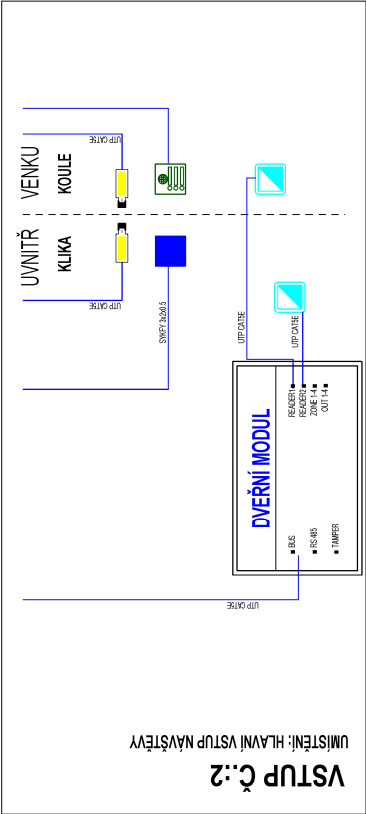 VENKU
KOULE
UVNITŘ
KLIKA
UTP CAT5E
UTP CAT5E
SYKFY 3x2x0.5
UTP CAT5E
UTP CAT5E
DVEŘNÍ MODUL
READER1
READER2
ZONE 1-4
OUT 1-4
BUS
RS 485
TAMPER
UTP CAT5E
UMÍSTĚNÍ: HLAVNÍ VSTUP NÁVŠTĚVY
VSTUP Č.:2